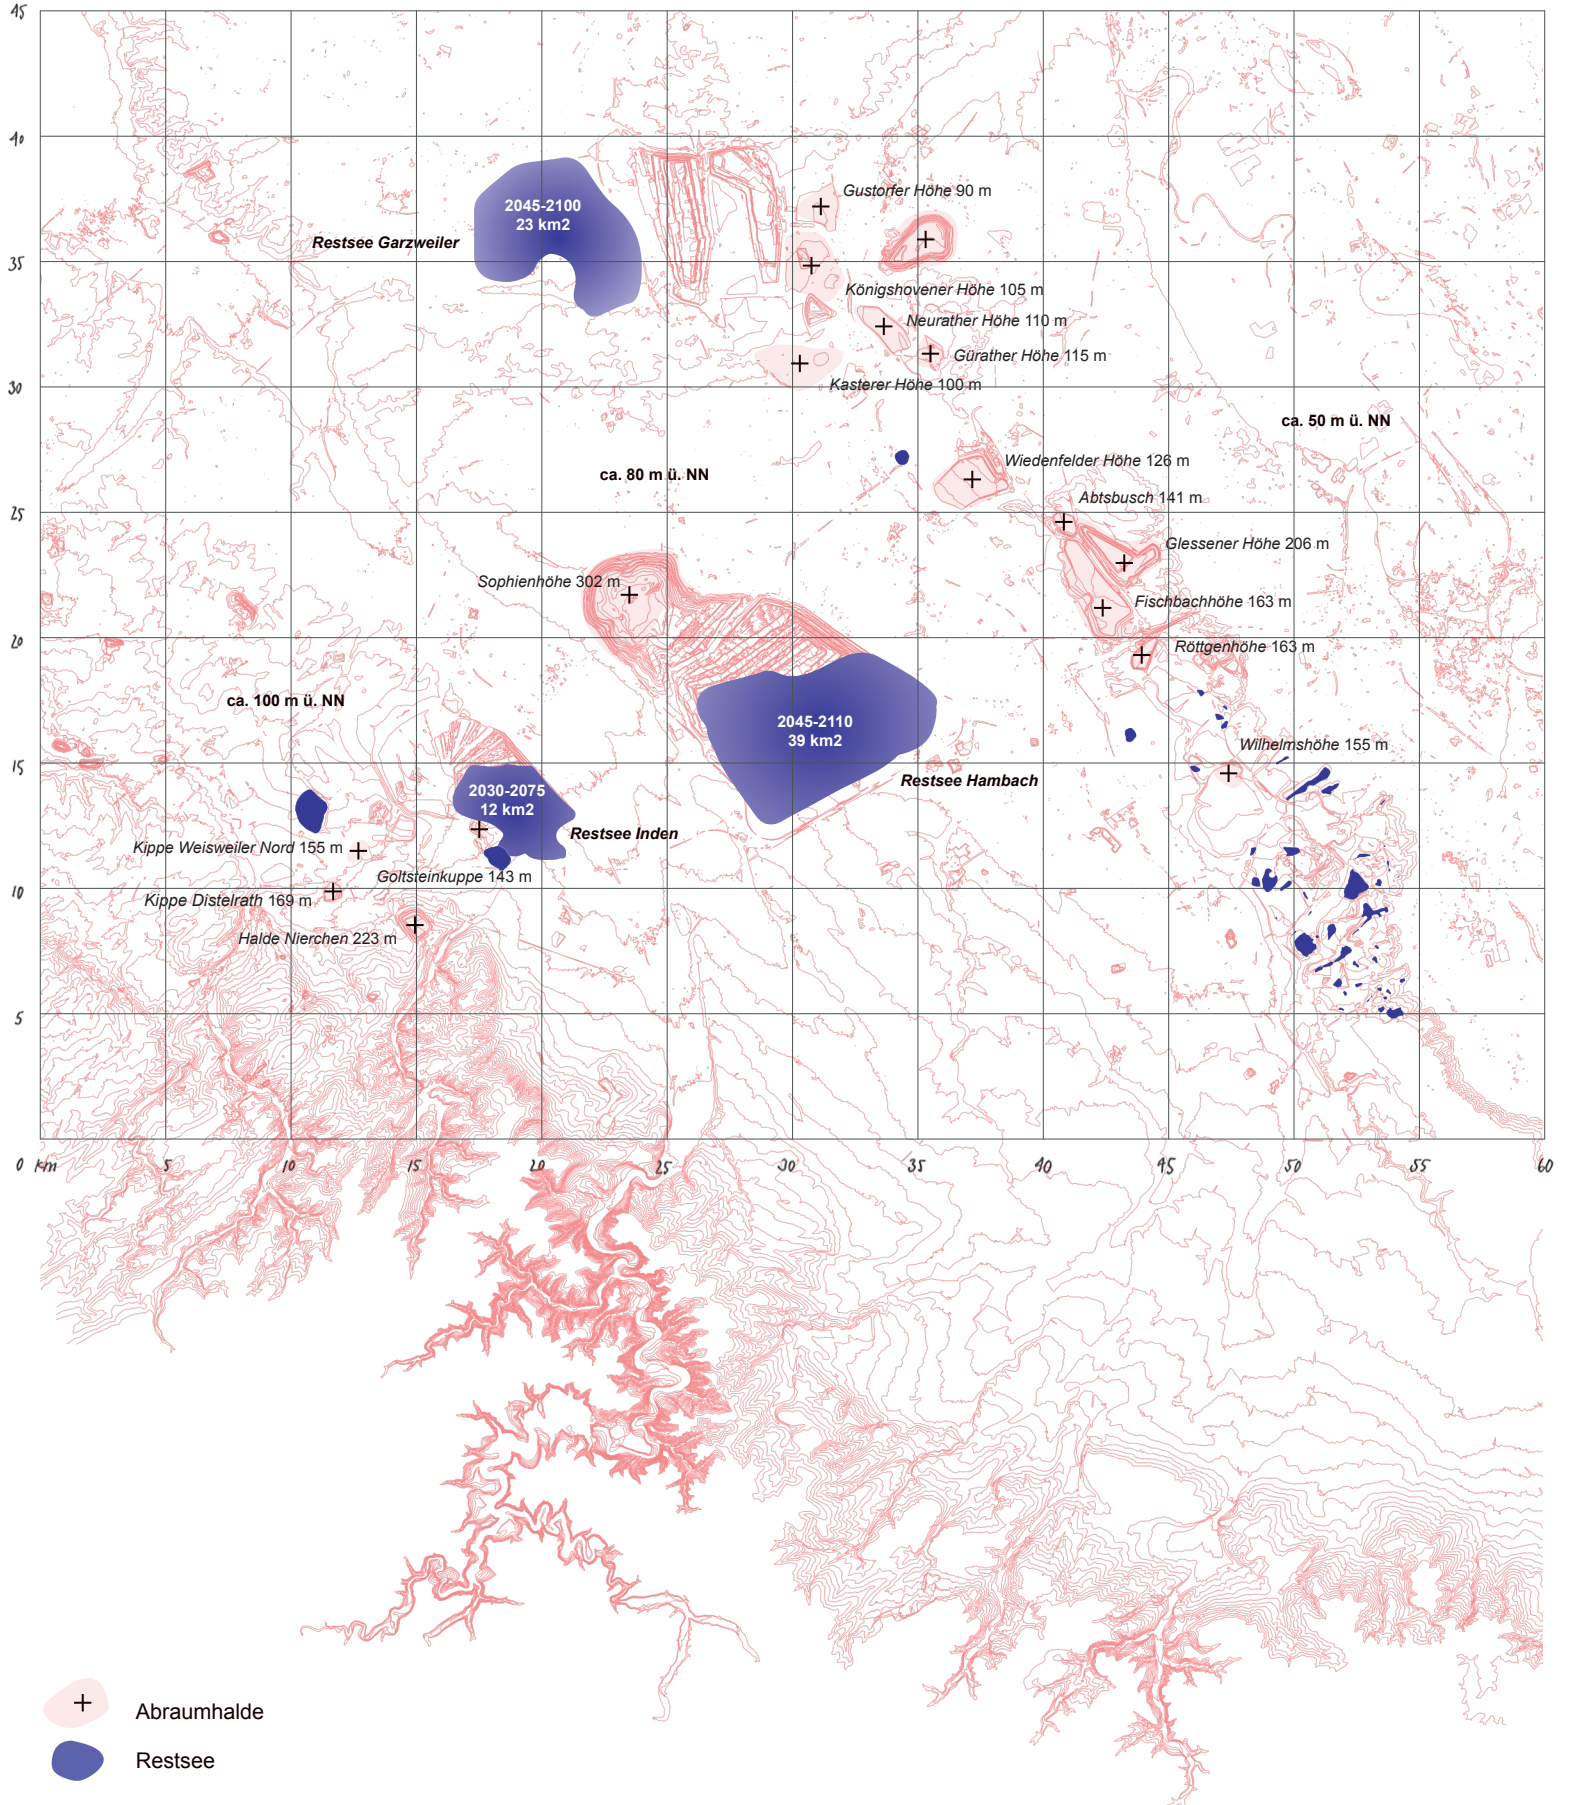 45
40
Gustorfer Höhe 90 m
2045-2100
23 km2
Restsee Garzweiler
35
Königshovener Höhe 105 m
Neurather Höhe 110 m
Gürather Höhe 115 m
30
Kasterer Höhe 100 m
ca. 50 m ü. NN
Wiedenfelder Höhe 126 m
ca. 80 m ü. NN
Abtsbusch 141 m
25
Glessener Höhe 206 m
Sophienhöhe 302 m
Fischbachhöhe 163 m
20
Röttgenhöhe 163 m
ca. 100 m ü. NN
2045-2110
39 km2
Wilhelmshöhe 155 m
15
Restsee Hambach
2030-2075
12 km2
Restsee Inden
Kippe Weisweiler Nord 155 m
Goltsteinkuppe 143 m
10
Kippe Distelrath 169 m
Halde Nierchen 223 m
5
0 km 5 10 15 20 25 30 35 40 45 50 55 60
Abraumhalde
Restsee